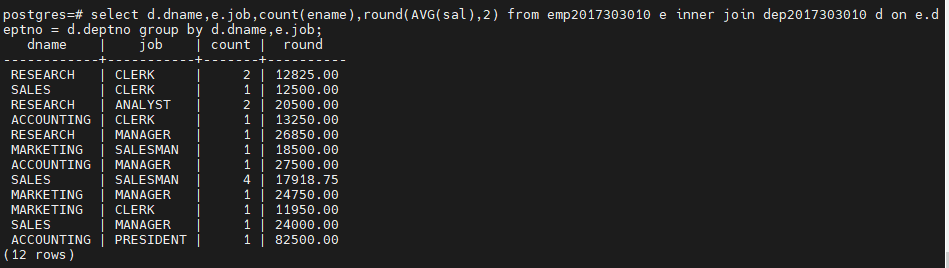 postgres=# select d.dname,e.job,count(ename),round(AVG(sal),2) from emp2017303010 e inner join dep2017303010 d on e.d
eptno = d.deptno group by d.dname,e.job;
   dname    |    job    | count |  round
------------+-----------+-------+----------
 RESEARCH   | CLERK     |     2 | 12825.00
 SALES      | CLERK     |     1 | 12500.00
 RESEARCH   | ANALYST   |     2 | 20500.00
 ACCOUNTING | CLERK     |     1 | 13250.00
 RESEARCH   | MANAGER   |     1 | 26850.00
 MARKETING  | SALESMAN  |     1 | 18500.00
 ACCOUNTING | MANAGER   |     1 | 27500.00
 SALES      | SALESMAN  |     4 | 17918.75
 MARKETING  | MANAGER   |     1 | 24750.00
 MARKETING  | CLERK     |     1 | 11950.00
 SALES      | MANAGER   |     1 | 24000.00
 ACCOUNTING | PRESIDENT |     1 | 82500.00
(12 rows)